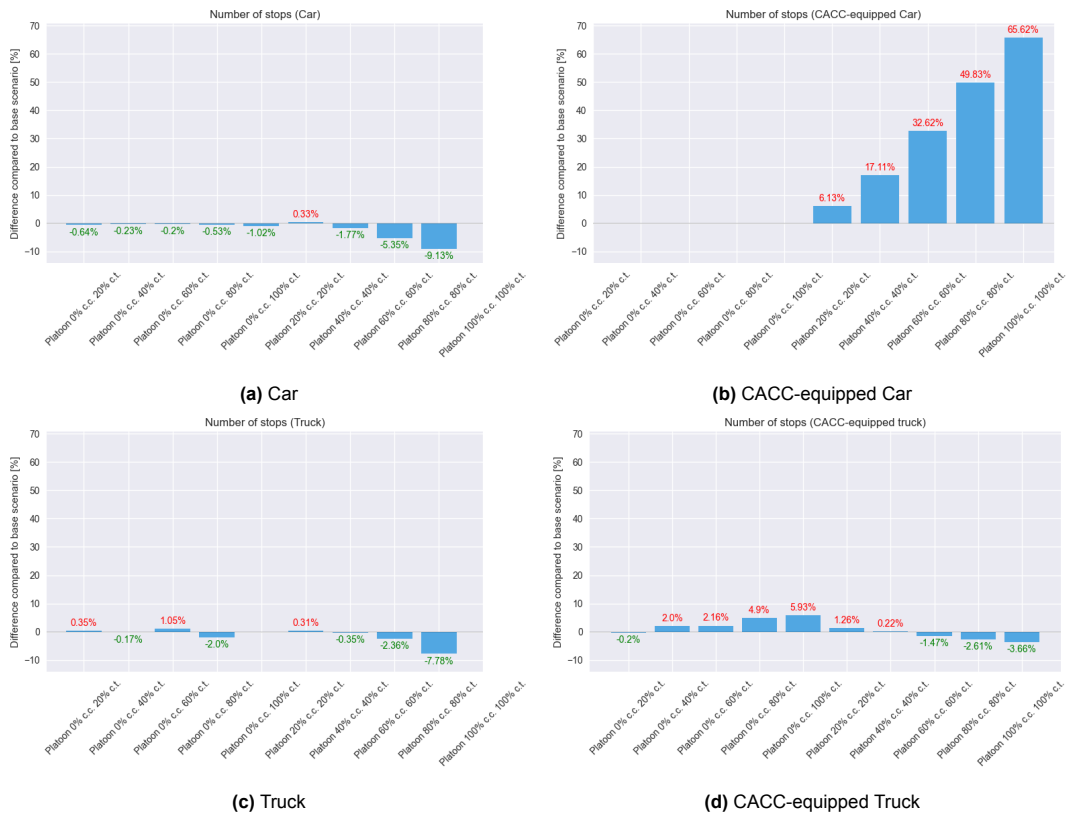 Number of stops (Car)
Difference compared to base scenario [%]
70
60
50
40
30
20
10
0
−10
-0.64%
-0.23%
-0.2%
-0.53%
-1.02%
0.33%
-1.77%
-5.35%
-9.13%
Platoon 0% c.c. 20% c.t.
Platoon 0% c.c. 40% c.t.
Platoon 0% c.c. 60% c.t.
Platoon 0% c.c. 80% c.t.
Platoon 0% c.c. 100% c.t.
Platoon 20% c.c. 20% c.t.
Platoon 40% c.c. 40% c.t.
Platoon 60% c.c. 60% c.t.
Platoon 80% c.c. 80% c.t.
Platoon 100% c.c. 100% c.t.
(a) Car
Number of stops (CACC-equipped Car)
Difference compared to base scenario [%]
70
60
50
40
30
20
10
0
−10
6.13%
17.11%
32.62%
49.83%
65.62%
Platoon 0% c.c. 20% c.t.
Platoon 0% c.c. 40% c.t.
Platoon 0% c.c. 60% c.t.
Platoon 0% c.c. 80% c.t.
Platoon 0% c.c. 100% c.t.
Platoon 20% c.c. 20% c.t.
Platoon 40% c.c. 40% c.t.
Platoon 60% c.c. 60% c.t.
Platoon 80% c.c. 80% c.t.
Platoon 100% c.c. 100% c.t.
(b) CACC-equipped Car
Number of stops (Truck)
Difference compared to base scenario [%]
70
60
50
40
30
20
10
0
−10
0.35%
-0.17%
1.05%
-2.0%
0.31%
-0.35%
-2.36%
-7.78%
Platoon 0% c.c. 20% c.t.
Platoon 0% c.c. 40% c.t.
Platoon 0% c.c. 60% c.t.
Platoon 0% c.c. 80% c.t.
Platoon 0% c.c. 100% c.t.
Platoon 20% c.c. 20% c.t.
Platoon 40% c.c. 40% c.t.
Platoon 60% c.c. 60% c.t.
Platoon 80% c.c. 80% c.t.
Platoon 100% c.c. 100% c.t.
(c) Truck
Number of stops (CACC-equipped truck)
Difference compared to base scenario [%]
70
60
50
40
30
20
10
0
−10
-0.2%
2.0%
2.16%
4.9%
5.93%
1.26%
0.22%
-1.47%
-2.61%
-3.66%
Platoon 0% c.c. 20% c.t.
Platoon 0% c.c. 40% c.t.
Platoon 0% c.c. 60% c.t.
Platoon 0% c.c. 80% c.t.
Platoon 0% c.c. 100% c.t.
Platoon 20% c.c. 20% c.t.
Platoon 40% c.c. 40% c.t.
Platoon 60% c.c. 60% c.t.
Platoon 80% c.c. 80% c.t.
Platoon 100% c.c. 100% c.t.
(d) CACC-equipped Truck